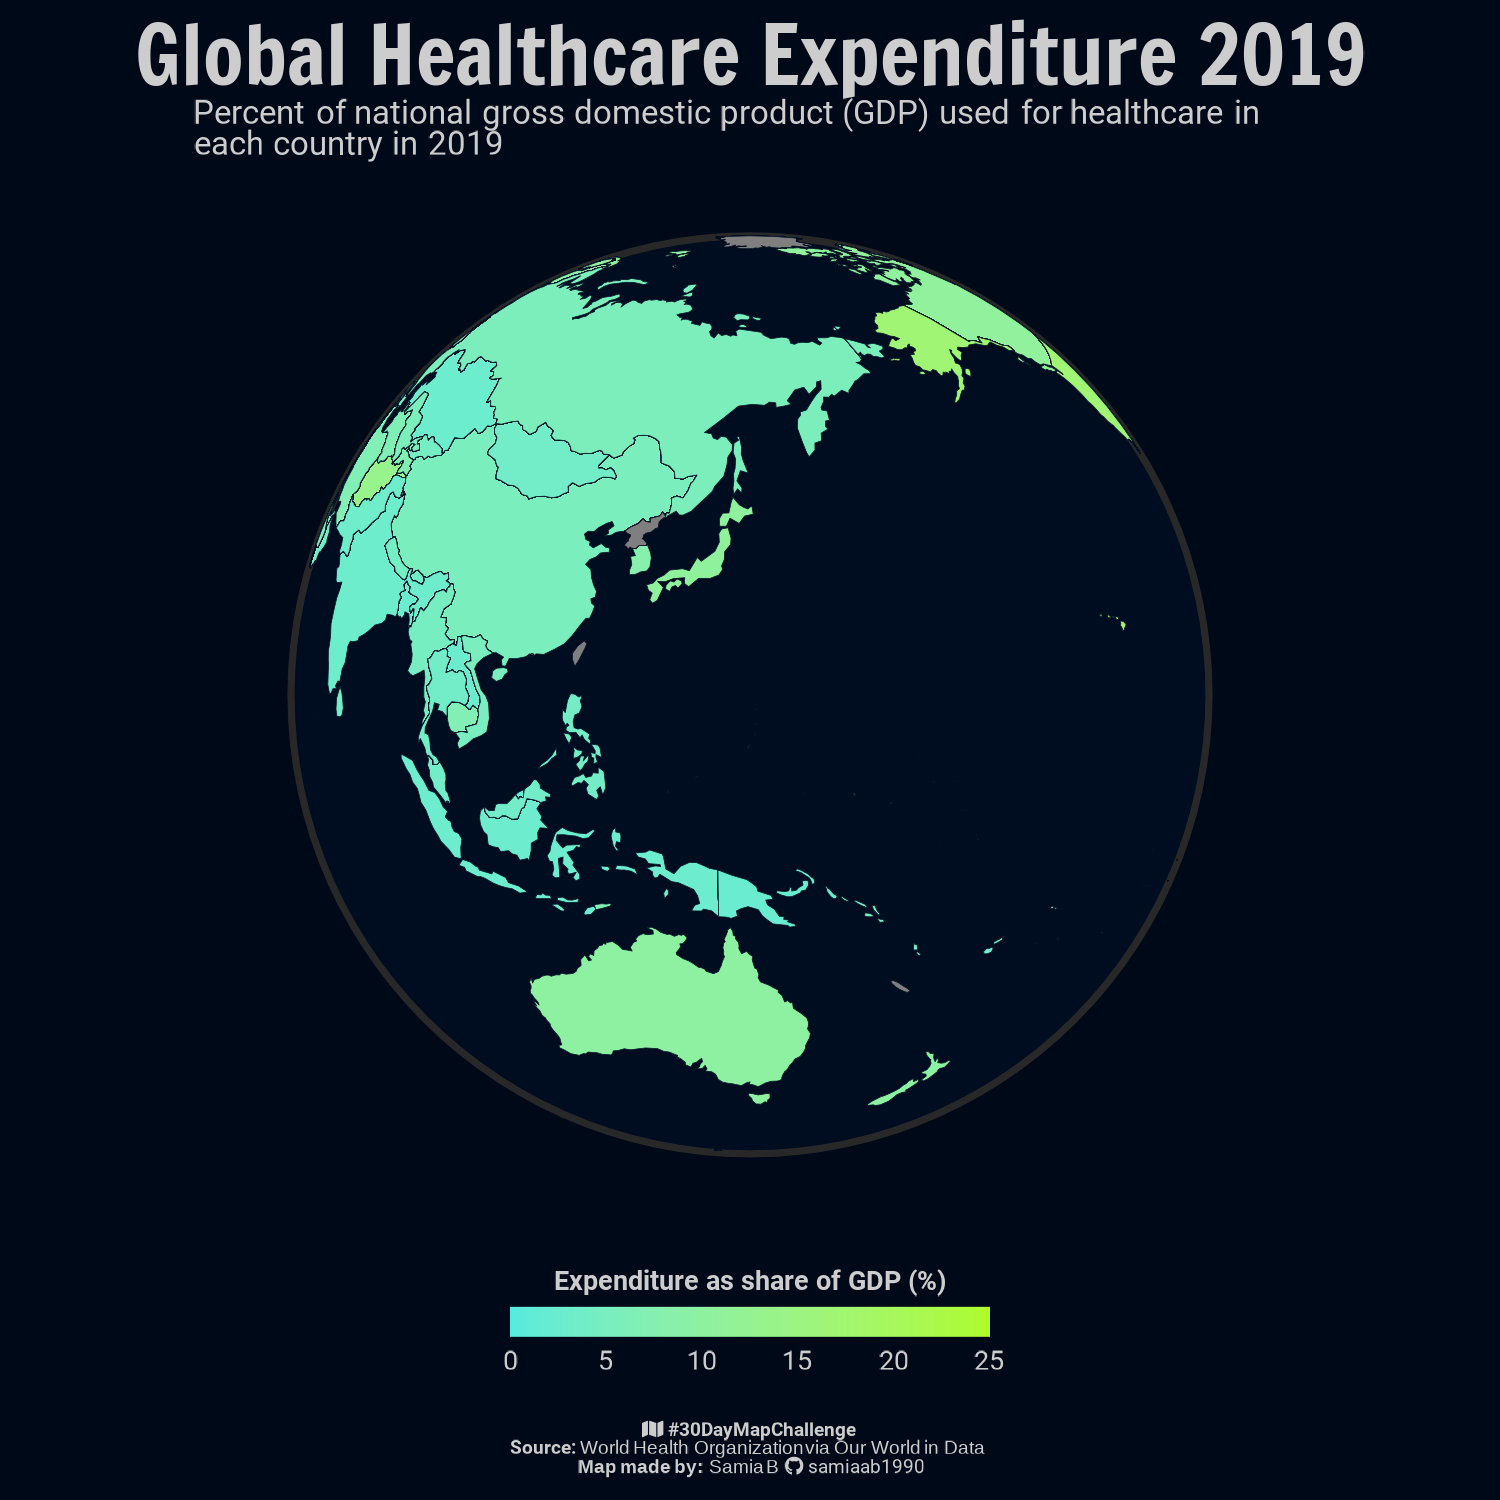 Global Healthcare Expenditure 2019
Percent of national gross domestic product (GDP) used for healthcare in
each country in 2019
Expenditure as share of GDP (%)
0 5 10 15 20 25
#30DayMapChallenge
Source: World Health Organization via Our World in Data
Map made by: Samia B samiaab1990